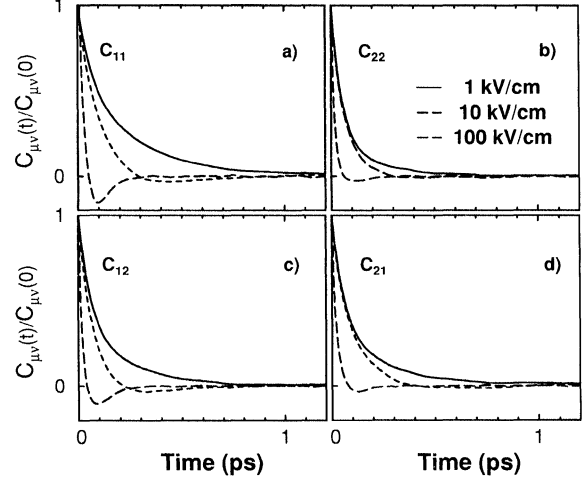 1
C₁₁
a)
C₂₂
b)
1 kV/cm
10 kV/cm
100 kV/cm
Cμν(t)/Cμν(0)
0
1
C₁₂
c)
C₂₁
d)
Cμν(t)/Cμν(0)
0
0 1 0 1
Time (ps) Time (ps)